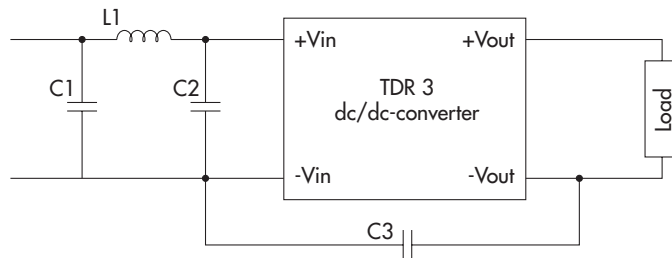 L1
+Vin
+Vout
C1
C2
TDR 3
dc/dc-converter
Load
-Vin
-Vout
C3